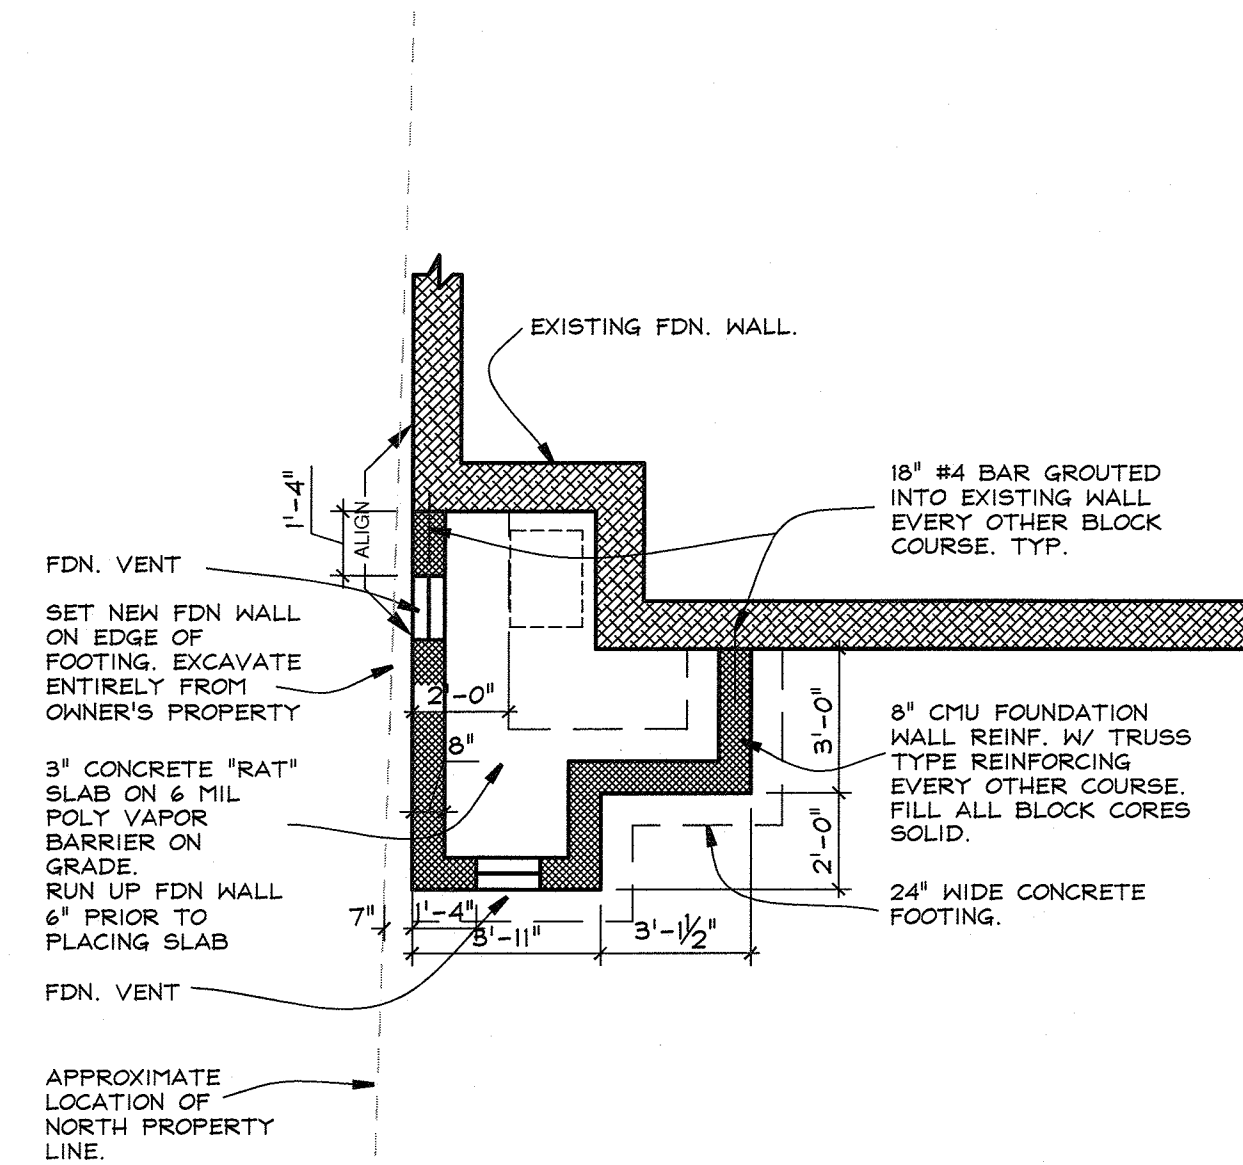 EXISTING FDN. WALL.
18" #4 BAR GROUTED
INTO EXISTING WALL
EVERY OTHER BLOCK
COURSE. TYP.
1'-4"
ALIGN
FDN. VENT
SET NEW FDN WALL
ON EDGE OF
FOOTING. EXCAVATE
ENTIRELY FROM
OWNER'S PROPERTY
2'-0"
8"
3'-0"
2'-0"
8" CMU FOUNDATION
WALL REINF. W/ TRUSS
TYPE REINFORCING
EVERY OTHER COURSE.
FILL ALL BLOCK CORES
SOLID.
3" CONCRETE "RAT"
SLAB ON 6 MIL
POLY VAPOR
BARRIER ON
GRADE.
RUN UP FDN WALL
6" PRIOR TO
PLACING SLAB
24" WIDE CONCRETE
FOOTING.
7"
1'-4"
3'-11"
3'-1½"
FDN. VENT
APPROXIMATE
LOCATION OF
NORTH PROPERTY
LINE.